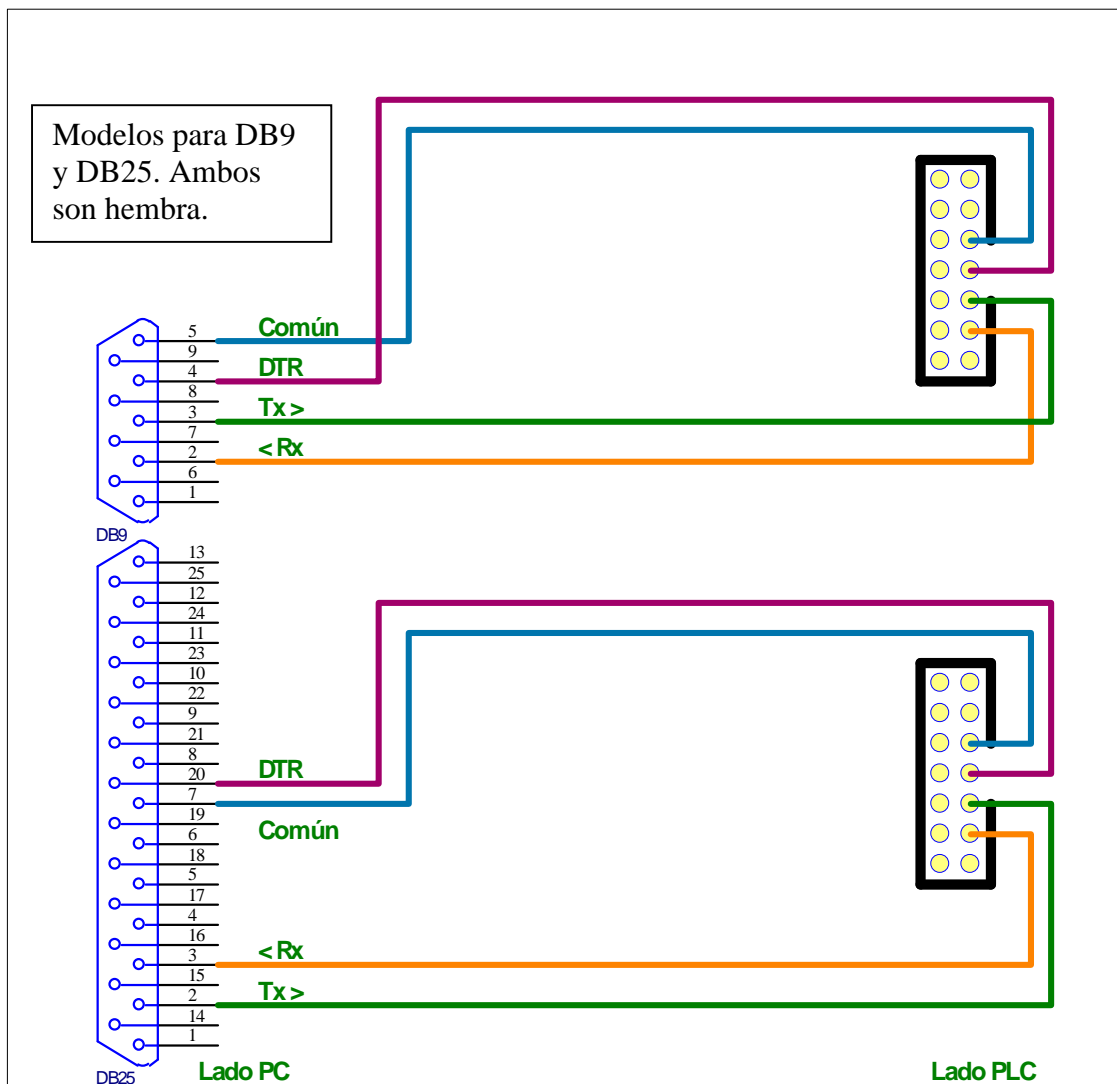 Modelos para DB9
y DB25. Ambos
son hembra.
5
Común
9
4
DTR
8
3
Tx >
7
2
< Rx
6
1
DB9
13
25
12
24
11
23
10
22
9
21
8
20
DTR
7
19
Común
6
18
5
17
4
16
3
< Rx
15
2
Tx >
14
1
DB25
Lado PC
Lado PLC